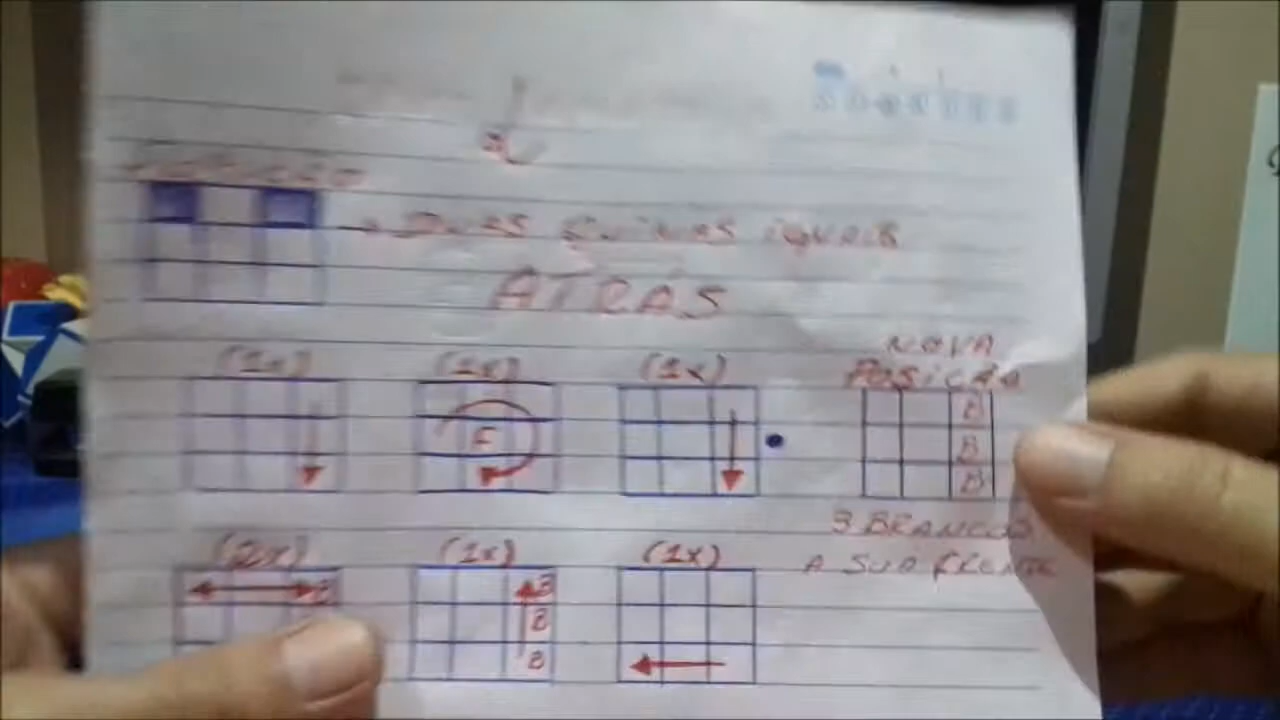 → DUAS QUINAS IGUAIS
ATRÁS
(1x) (1x) (1x) NOVA
POSIÇÃO
F
B
B
B
3 BRANCOS
A SUA FRENTE
(2x) (1x) (1x)
B B
B
B